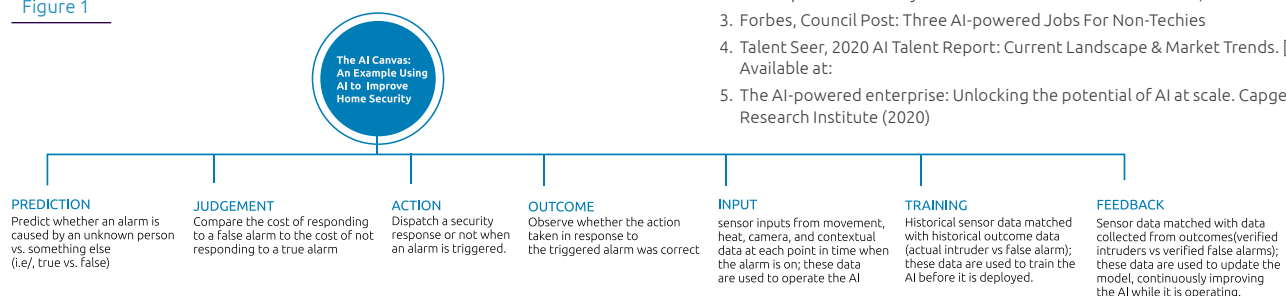 Figure 1
3. Forbes, Council Post: Three AI-powered Jobs For Non-Techies
4. Talent Seer, 2020 AI Talent Report: Current Landscape & Market Trends. [
Available at:
5. The AI-powered enterprise: Unlocking the potential of AI at scale. Capge
Research Institute (2020)
The AI Canvas:
An Example Using
AI to Improve
Home Security
PREDICTION
Predict whether an alarm is
caused by an unknown person
vs. something else
(i.e/, true vs. false)
JUDGEMENT
Compare the cost of responding
to a false alarm to the cost of not
responding to a true alarm
ACTION
Dispatch a security
response or not when
an alarm is triggered.
OUTCOME
Observe whether the action
taken in response to
the triggered alarm was correct
INPUT
sensor inputs from movement,
heat, camera, and contextual
data at each point in time when
the alarm is on; these data
are used to operate the AI
TRAINING
Historical sensor data matched
with historical outcome data
(actual intruder vs false alarm);
these data are used to train the
AI before it is deployed.
FEEDBACK
Sensor data matched with data
collected from outcomes(verified
intruders vs verified false alarms);
these data are used to update the
model, continuously improving
the AI while it is operating.